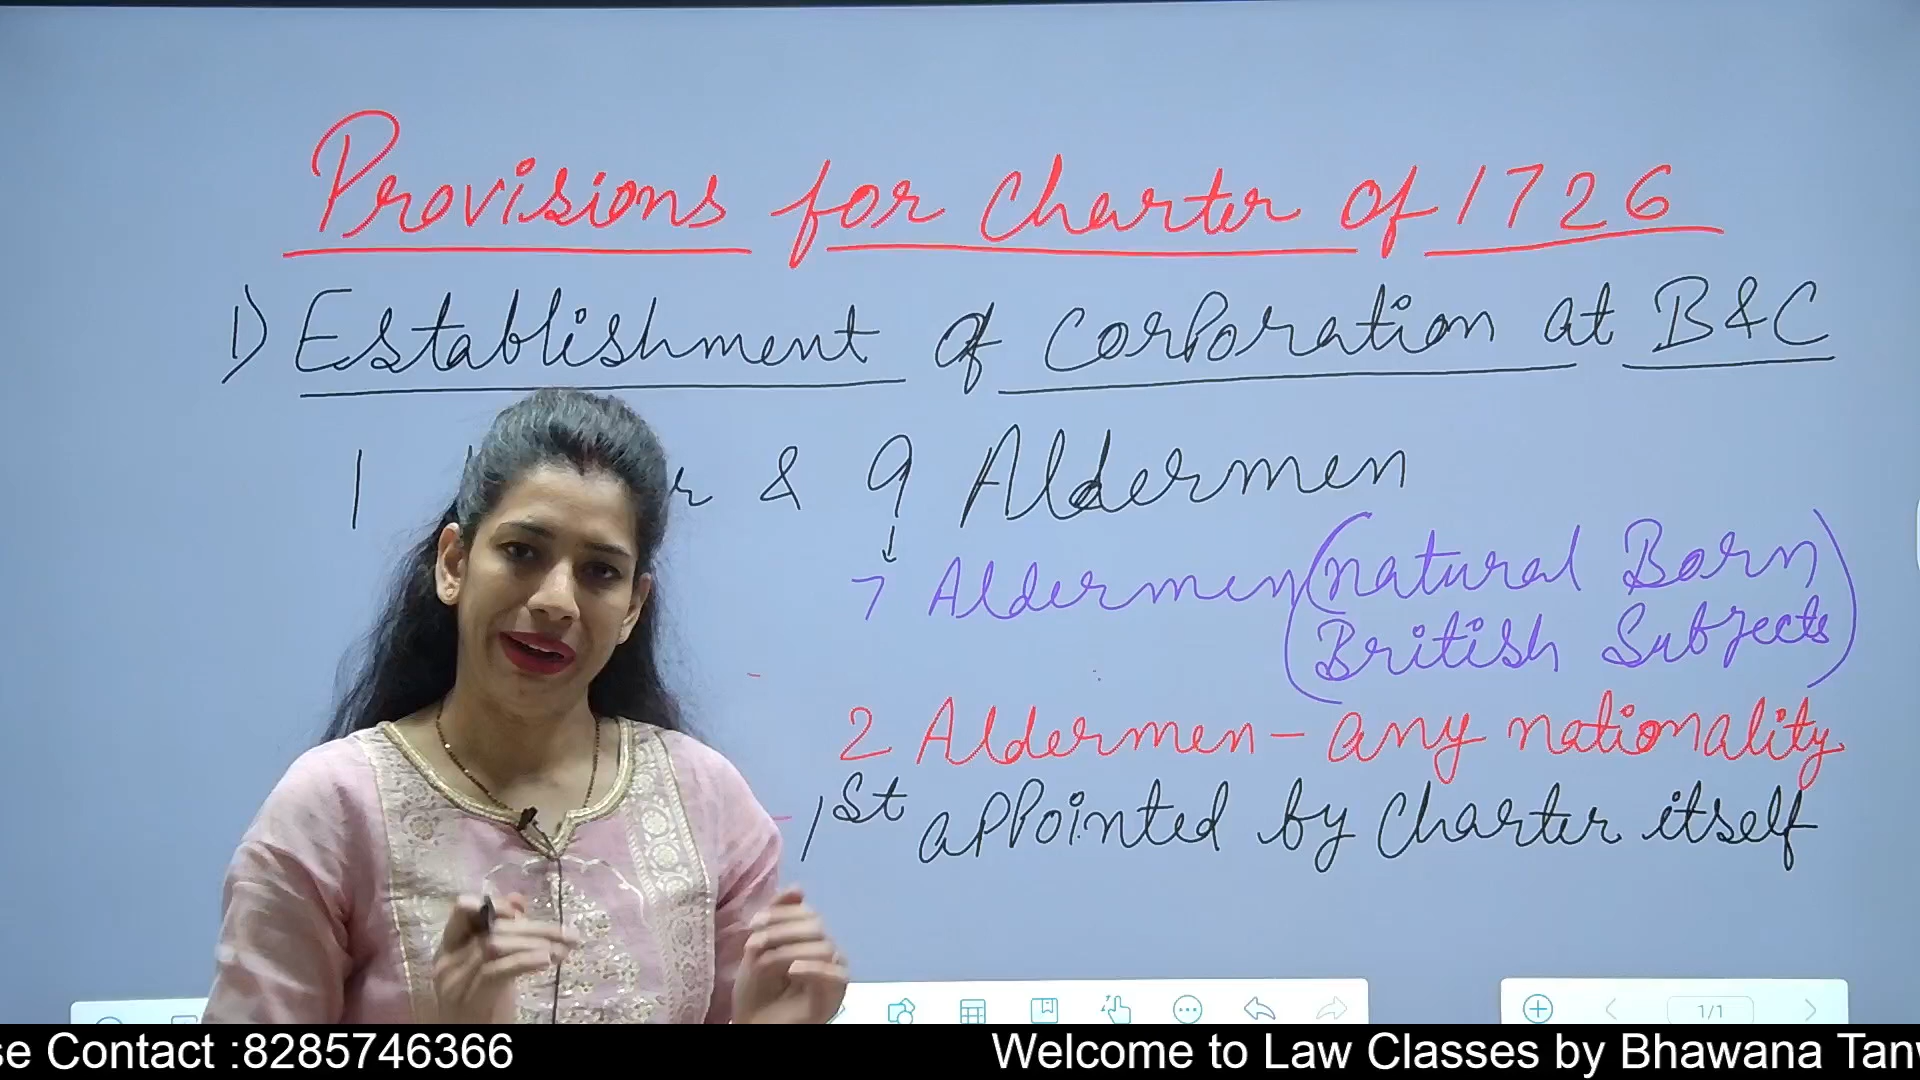 Provisions for Charter of 1726
1) Establishment of corporation at B & C
1 & 9 Aldermen
↓
7 Aldermen (natural Born
British Subjects)
2 Aldermen - any nationality
- 1st appointed by Charter itself
1/1
se Contact :8285746366
Welcome to Law Classes by Bhawana Tanw